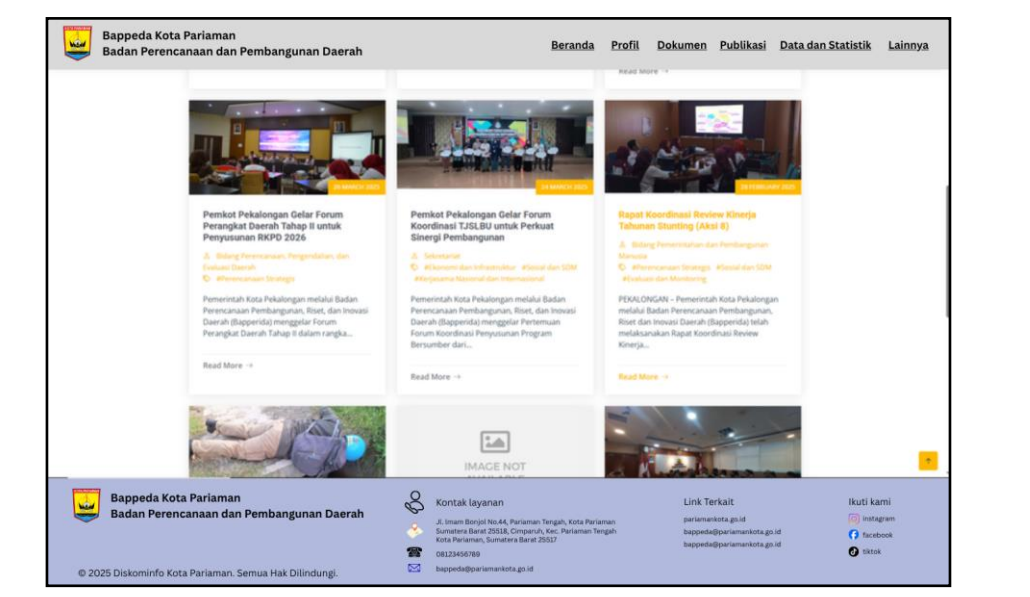 Bappeda Kota Pariaman
Badan Perencanaan dan Pembangunan Daerah
Beranda Profil Dokumen Publikasi Data dan Statistik Lainnya
Read More →
26 MARCH 2025
24 MARCH 2025
28 FEBRUARY 2025
Pemkot Pekalongan Gelar Forum
Perangkat Daerah Tahap II untuk
Penyusunan RKPD 2026
Bidang Perencanaan, Pengendalian, dan
Evaluasi Daerah
#Perencanaan Strategis
Pemerintah Kota Pekalongan melalui Badan
Perencanaan Pembangunan, Riset, dan Inovasi
Daerah (Bapperida) menggelar Forum
Perangkat Daerah Tahap II dalam rangka...
Read More →
Pemkot Pekalongan Gelar Forum
Koordinasi TJSLBU untuk Perkuat
Sinergi Pembangunan
Sekretariat
#Ekonomi dan Infrastruktur #Sosial dan SDM
#Kerjasama Nasional dan Internasional
Pemerintah Kota Pekalongan melalui Badan
Perencanaan Pembangunan, Riset, dan Inovasi
Daerah (Bapperida) menggelar Pertemuan
Forum Koordinasi Penyusunan Program
Bersumber dari...
Read More →
Rapat Koordinasi Review Kinerja
Tahunan Stunting (Aksi 8)
Bidang Pemerintahan dan Pembangunan
Manusia
#Perencanaan Strategis #Sosial dan SDM
#Evaluasi dan Monitoring
PEKALONGAN – Pemerintah Kota Pekalongan
melalui Badan Perencanaan Pembangunan,
Riset dan Inovasi Daerah (Bapperida) telah
melaksanakan Rapat Koordinasi Review
Kinerja...
Read More →
IMAGE NOT
AVAILABLE
Bappeda Kota Pariaman
Badan Perencanaan dan Pembangunan Daerah
© 2025 Diskominfo Kota Pariaman. Semua Hak Dilindungi.
Kontak layanan
Jl. Imam Bonjol No.44, Pariaman Tengah, Kota Pariaman
Sumatera Barat 25518, Cimparuh, Kec. Pariaman Tengah
Kota Pariaman, Sumatera Barat 25517
08123456789
bappeda@pariamankota.go.id
Link Terkait
pariamankota.go.id
bappeda@pariamankota.go.id
bappeda@pariamankota.go.id
Ikuti kami
instagram
facebook
tiktok